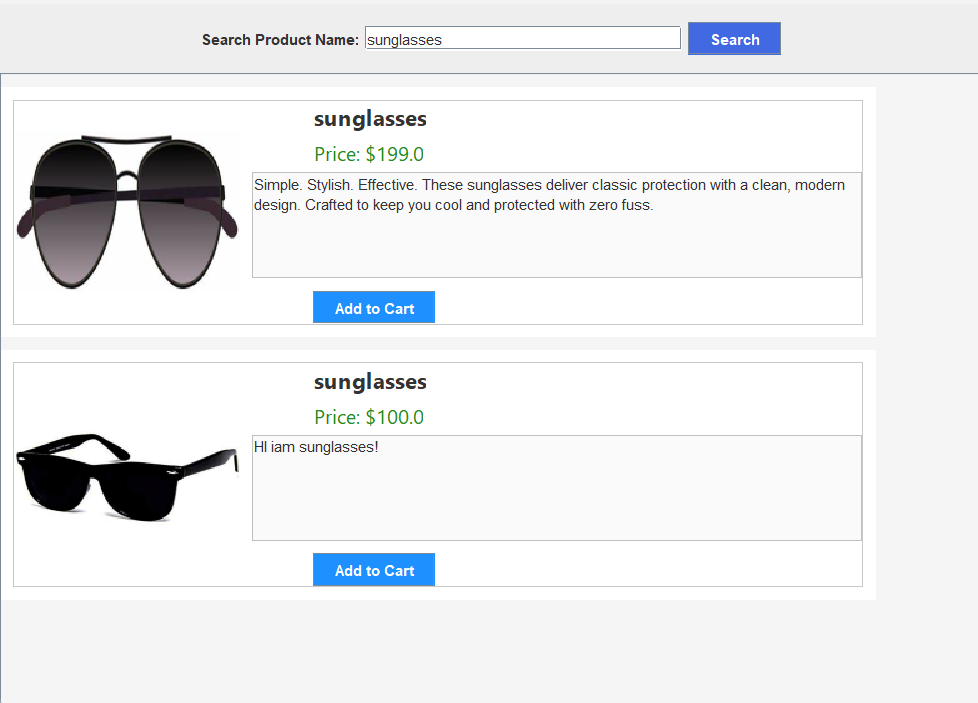 Search Product Name: sunglasses Search
sunglasses
Price: $199.0
Simple. Stylish. Effective. These sunglasses deliver classic protection with a clean, modern
design. Crafted to keep you cool and protected with zero fuss.
Add to Cart
sunglasses
Price: $100.0
HI iam sunglasses!
Add to Cart